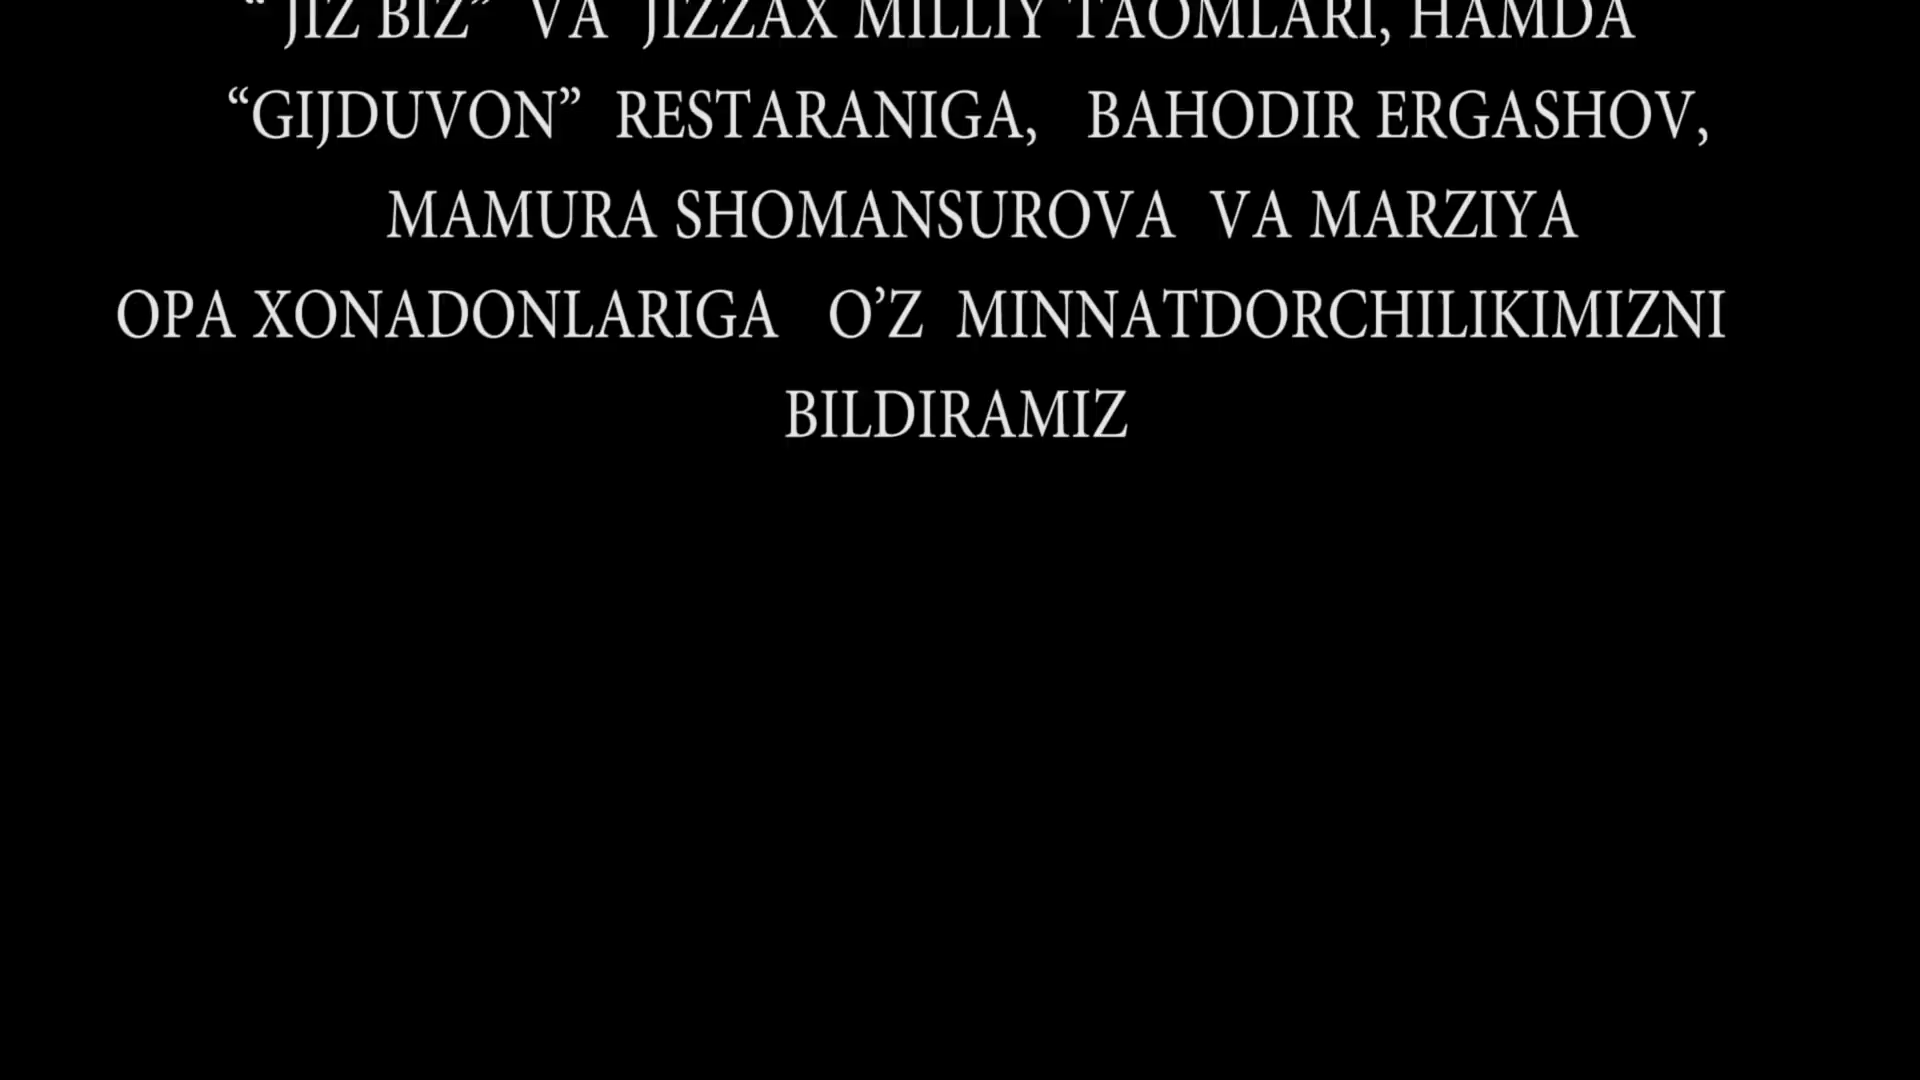 “ JIZ BIZ”  VA  JIZZAX MILLIY TAOMLARI, HAMDA
“GIJDUVON”  RESTARANIGA,   BAHODIR ERGASHOV,
MAMURA SHOMANSUROVA  VA MARZIYA
OPA XONADONLARIGA   O’Z  MINNATDORCHILIKIMIZNI
BILDIRAMIZ